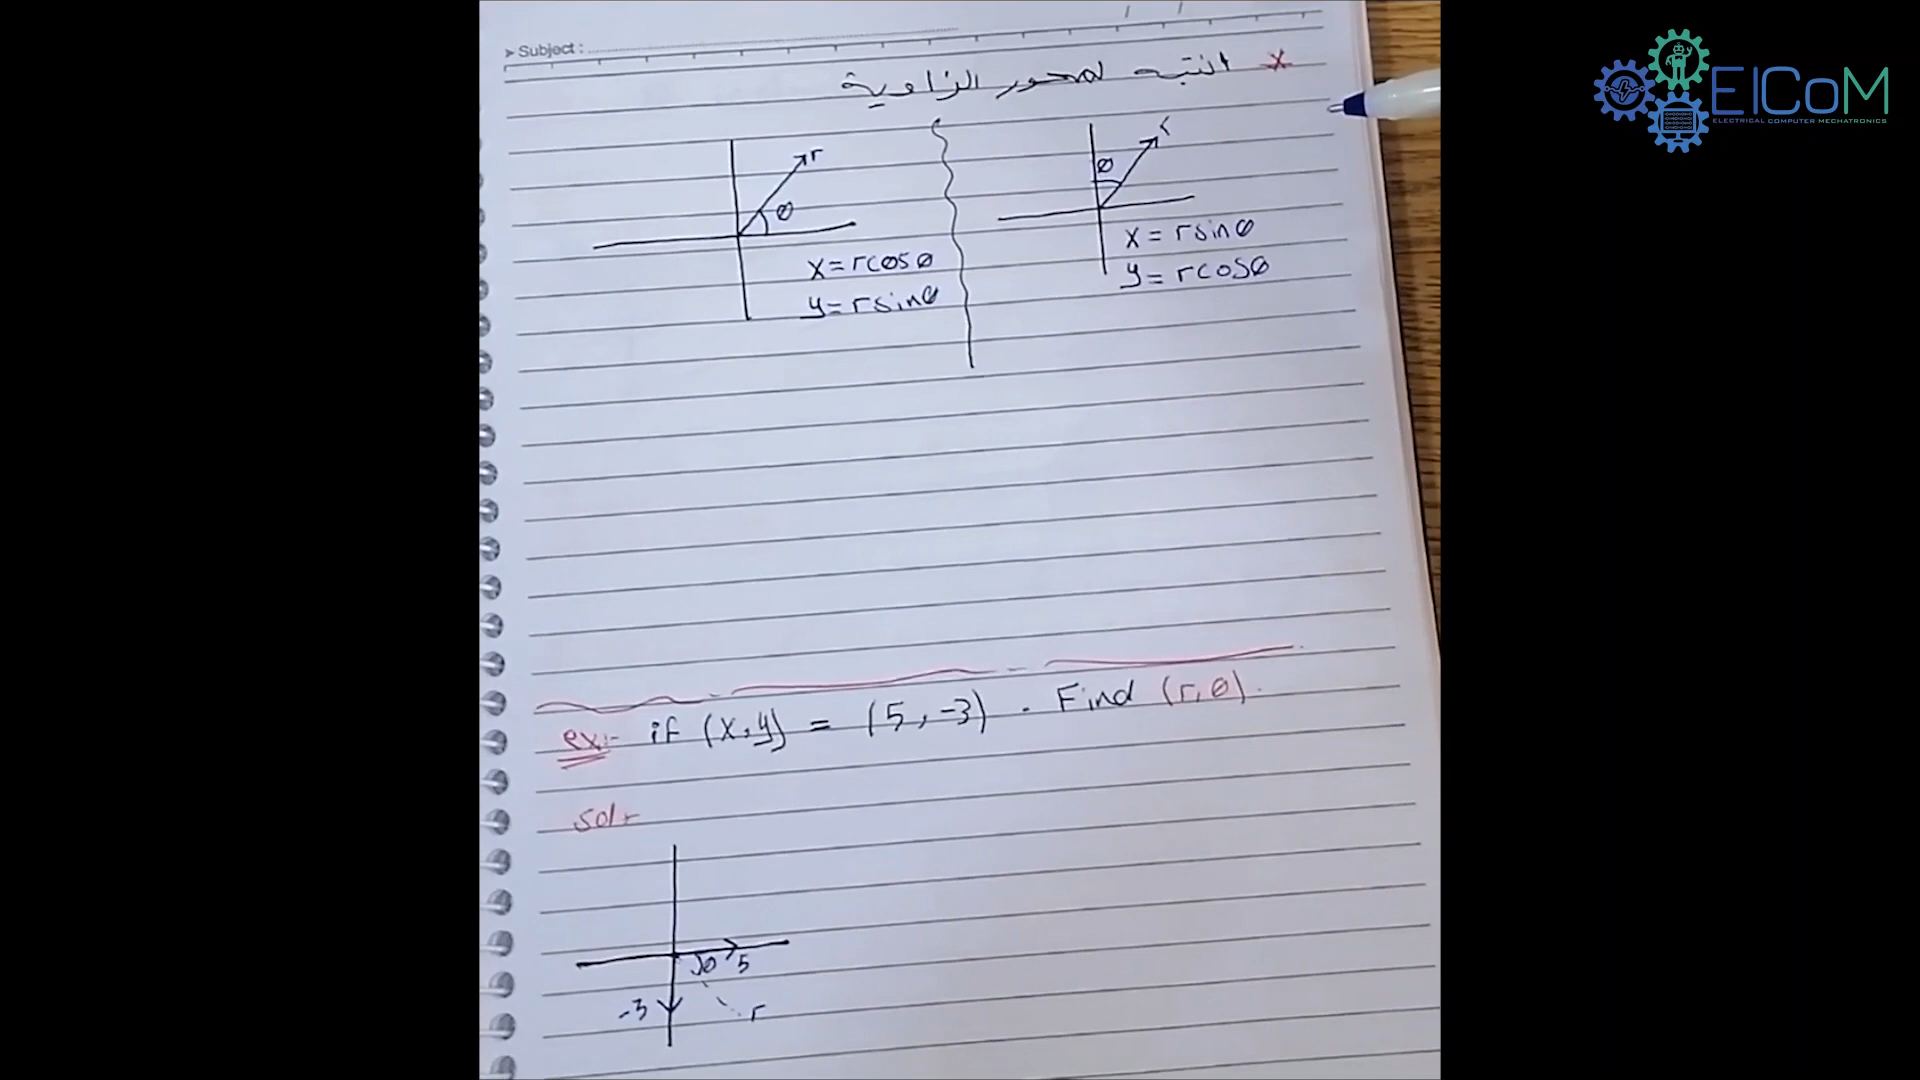 Subject :
* انتبه لمحور الزاوية
r
θ
x = r cos θ
y = r sin θ
r
θ
x = r sin θ
y = r cos θ
ex:- if (x,y) = (5,-3) . Find (r,θ).
sol:-
θ 5
-3
r
EICoM
ELECTRICAL COMPUTER MECHATRONICS